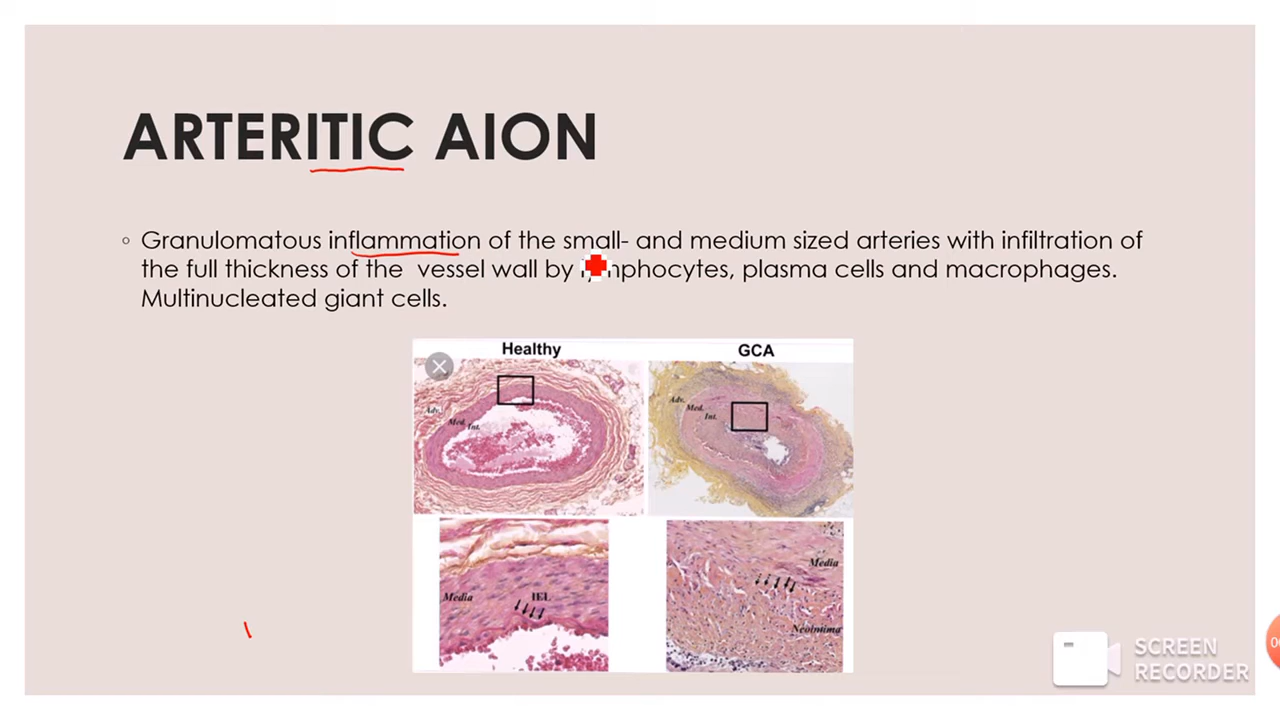 ARTERITIC AION
◦ Granulomatous inflammation of the small- and medium sized arteries with infiltration of
the full thickness of the vessel wall by lymphocytes, plasma cells and macrophages.
Multinucleated giant cells.
Healthy
GCA
Adv.
Med.
Int.
Adv.
Med.
Int.
Media
IEL
Media
Neointima
SCREEN
RECORDER